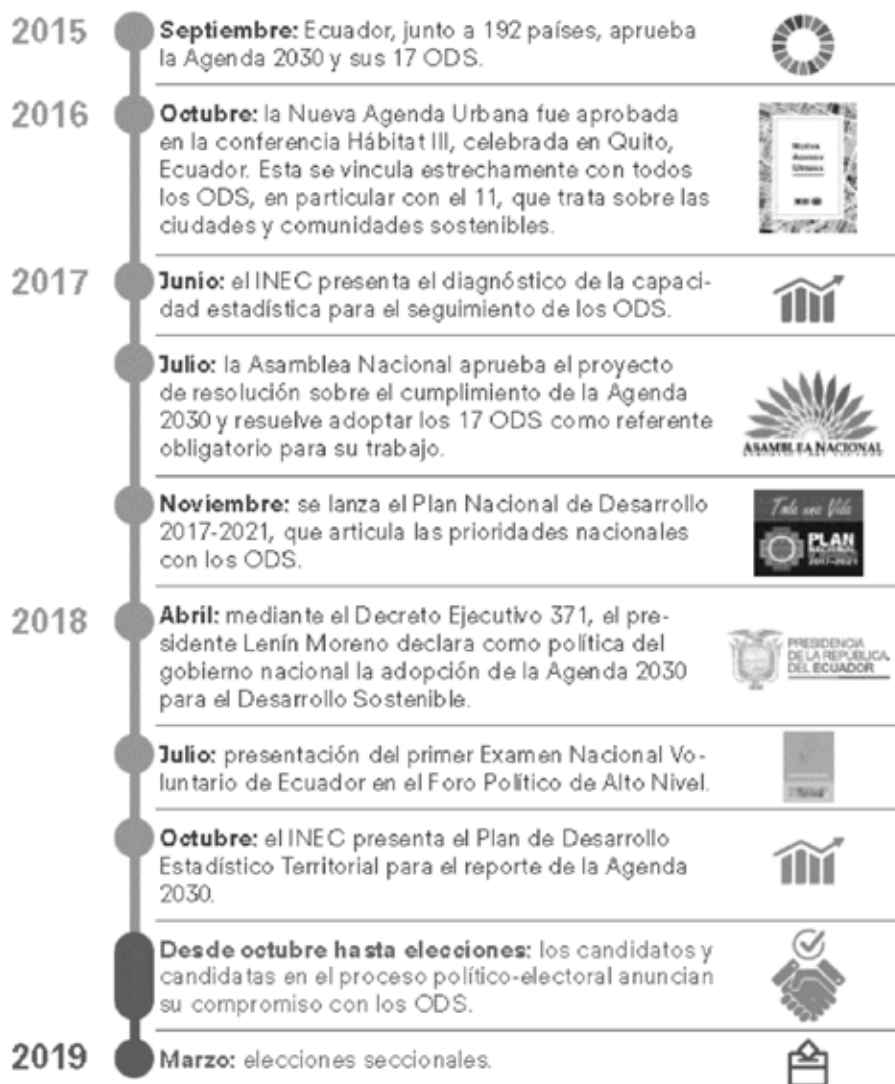 2015
Septiembre: Ecuador, junto a 192 países, aprueba
la Agenda 2030 y sus 17 ODS.
2016
Octubre: la Nueva Agenda Urbana fue aprobada
en la conferencia Hábitat III, celebrada en Quito,
Ecuador. Esta se vincula estrechamente con todos
los ODS, en particular con el 11, que trata sobre las
ciudades y comunidades sostenibles.
Nueva
Agenda
Urbana
2017
Junio: el INEC presenta el diagnóstico de la capaci-
dad estadística para el seguimiento de los ODS.
Julio: la Asamblea Nacional aprueba el proyecto
de resolución sobre el cumplimiento de la Agenda
2030 y resuelve adoptar los 17 ODS como referente
obligatorio para su trabajo.
ASAMBLEA NACIONAL
Noviembre: se lanza el Plan Nacional de Desarrollo
2017-2021, que articula las prioridades nacionales
con los ODS.
Toda una Vida
PLAN
NACIONAL
2017-2021
2018
Abril: mediante el Decreto Ejecutivo 371, el pre-
sidente Lenín Moreno declara como política del
gobierno nacional la adopción de la Agenda 2030
para el Desarrollo Sostenible.
PRESIDENCIA
DE LA REPÚBLICA
DEL ECUADOR
Julio: presentación del primer Examen Nacional Vo-
luntario de Ecuador en el Foro Político de Alto Nivel.
Octubre: el INEC presenta el Plan de Desarrollo
Estadístico Territorial para el reporte de la Agenda
2030.
Desde octubre hasta elecciones: los candidatos y
candidatas en el proceso político-electoral anuncian
su compromiso con los ODS.
2019
Marzo: elecciones seccionales.